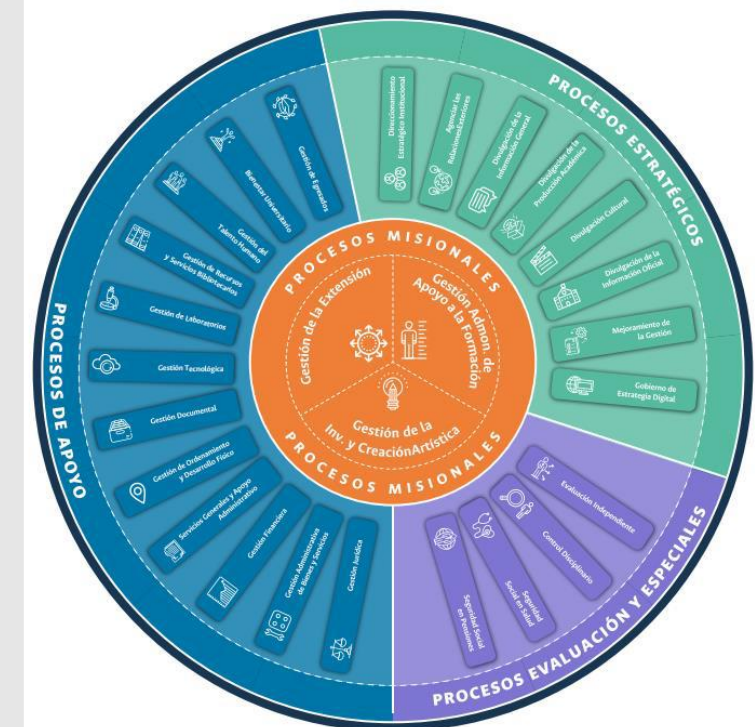 PROCESOS ESTRATÉGICOS
Direccionamiento
Estratégico Institucional
Agenciar las
RelacionesExteriores
Divulgación de la
Información General
Divulgación de la
Producción Académica
Divulgación Cultural
Divulgación de la
Información Oficial
Mejoramiento de
la Gestión
Gobierno de
Estrategia Digital
PROCESOS EVALUACIÓN Y ESPECIALES
Evaluación Independiente
Control Disciplinario
Seguridad
Social en Salud
Seguridad Social
en Pensiones
PROCESOS DE APOYO
Gestión de Egresados
Bienestar Universitario
Gestión del
Talento Humano
Gestión de Recursos
y Servicios Bibliotecarios
Gestión de Laboratorios
Gestión Tecnológica
Gestión Documental
Gestión de Ordenamiento
y Desarrollo Físico
Servicios Generales y Apoyo
Administrativo
Gestión Financiera
Gestión Administrativa
de Bienes y Servicios
Gestión Jurídica
PROCESOS MISIONALES
Gestión de la Extensión
Gestión Admon. de
Apoyo a la Formación
Gestión de la
Inv. y CreaciónArtística
PROCESOS MISIONALES